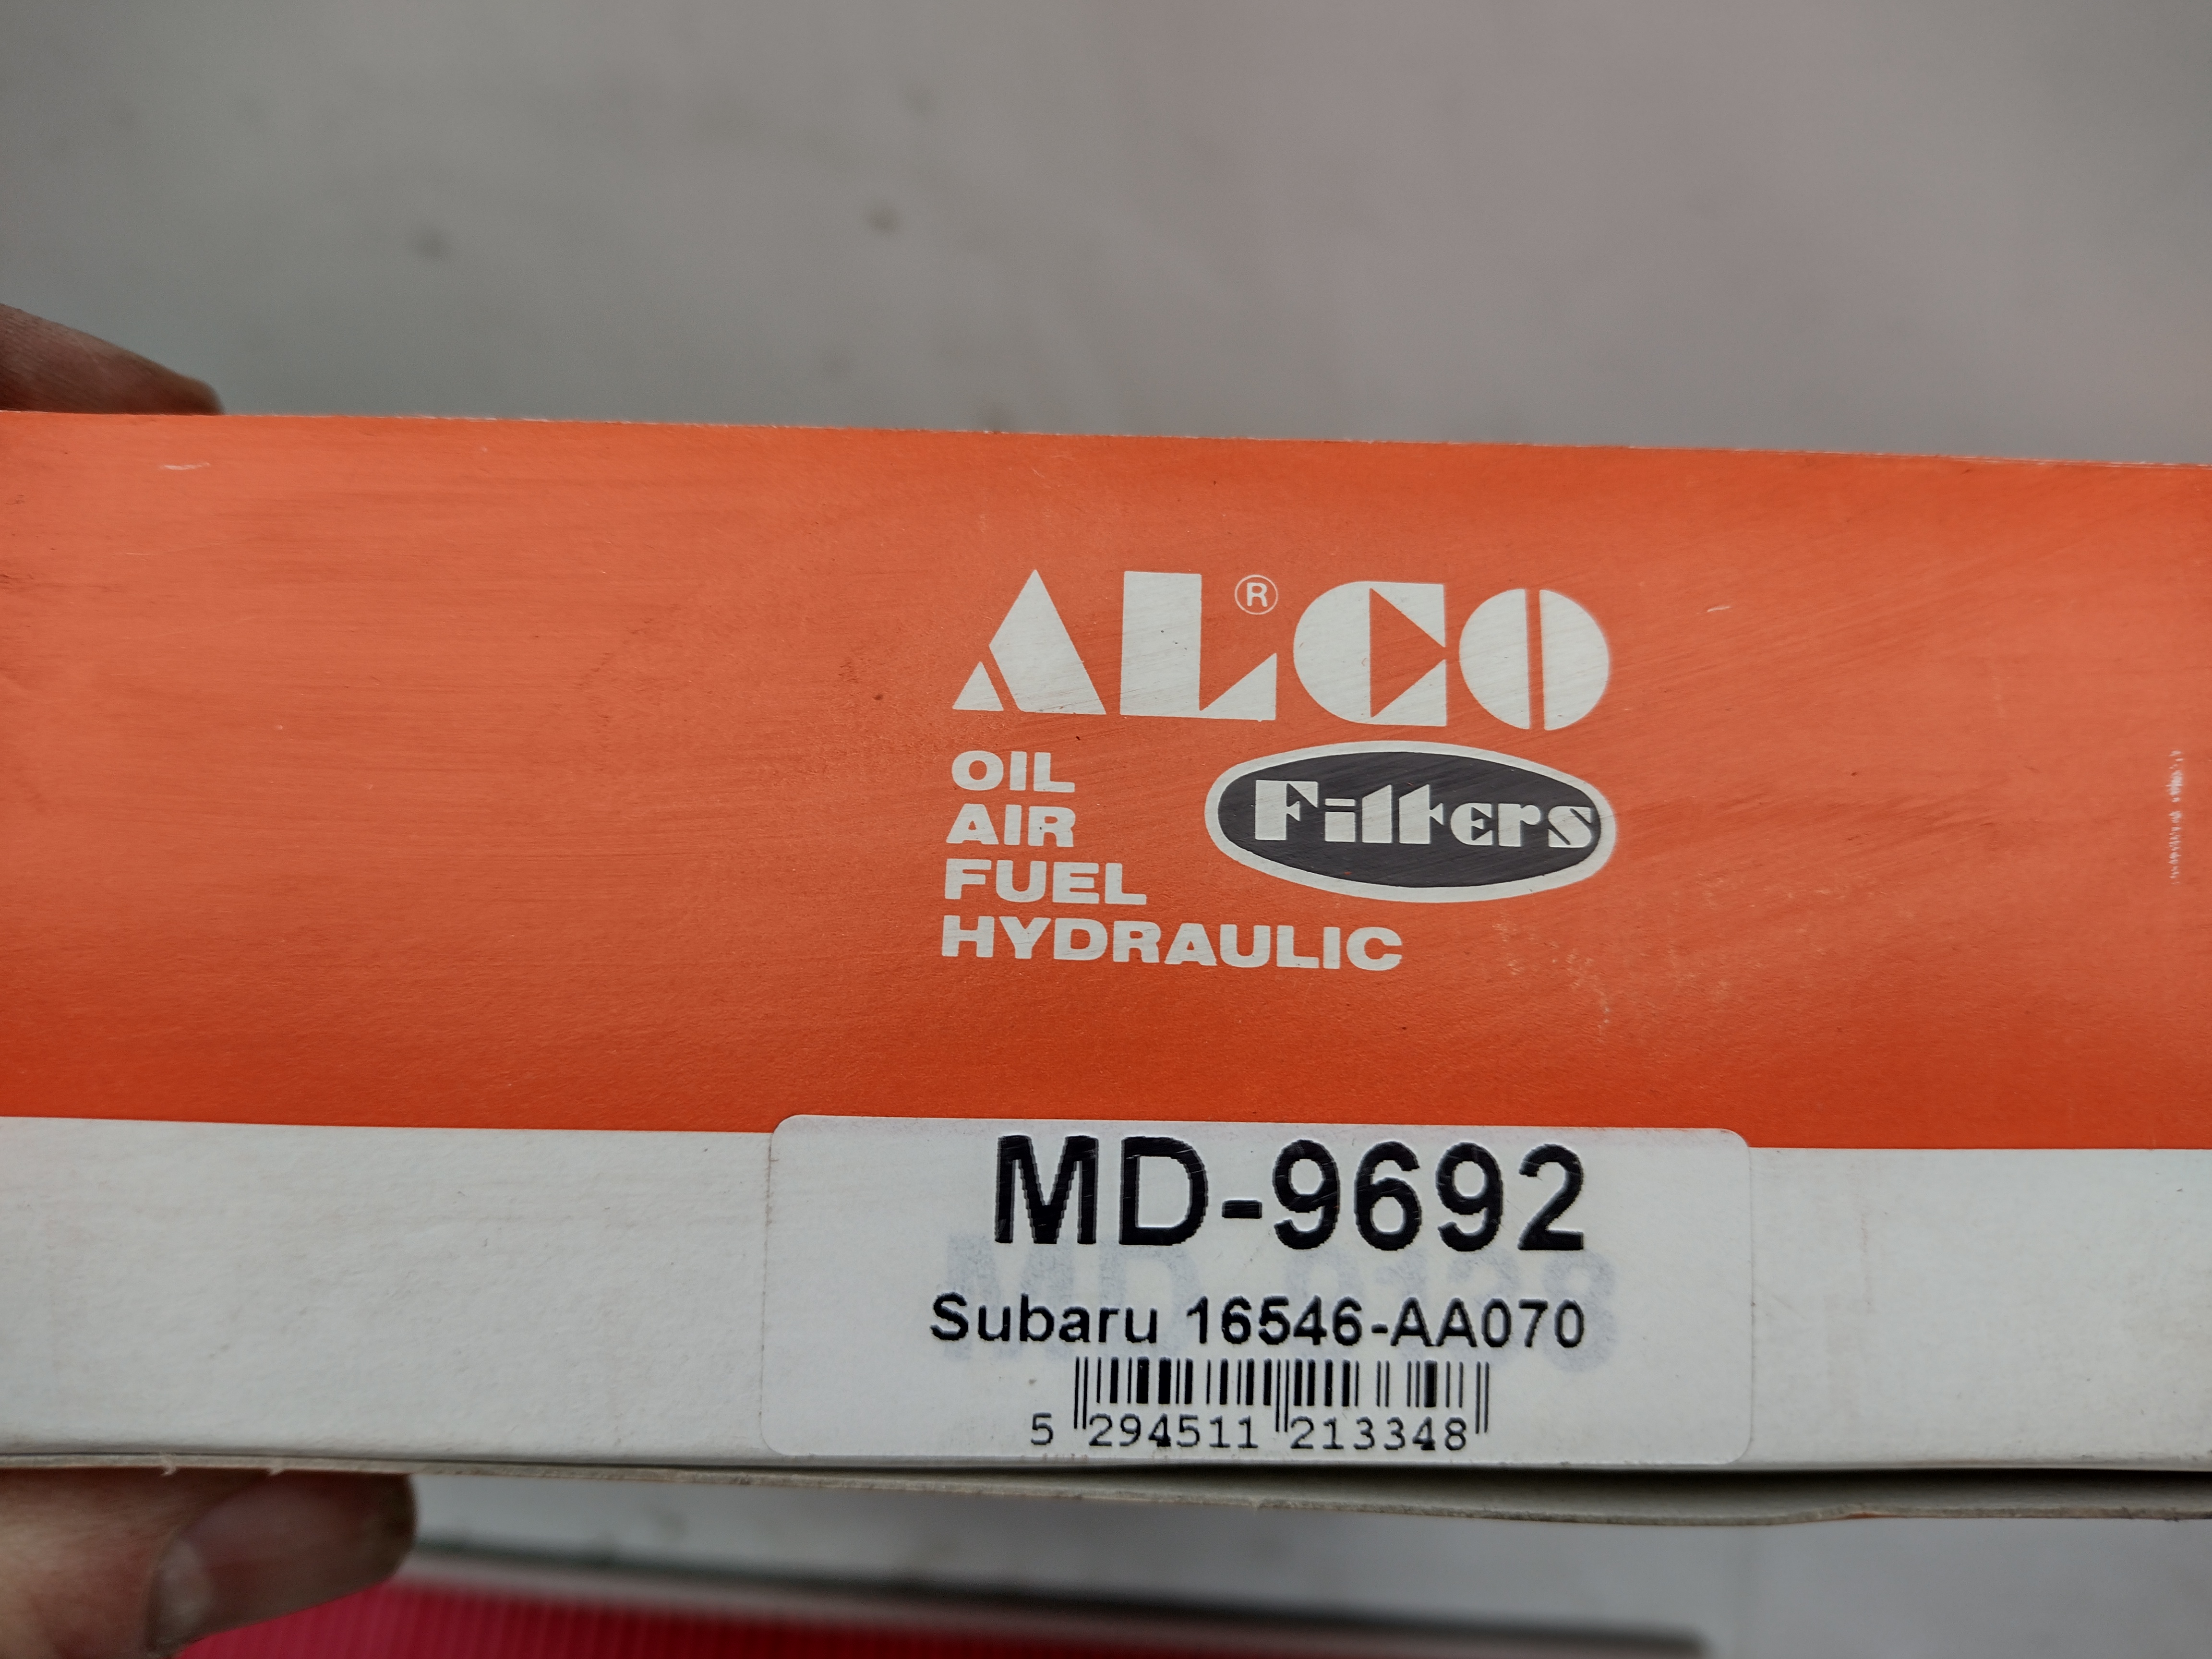 ALCO®
OIL
AIR
FUEL
HYDRAULIC
Filters
MD-9692
Subaru 16546-AA070
5 294511 213348